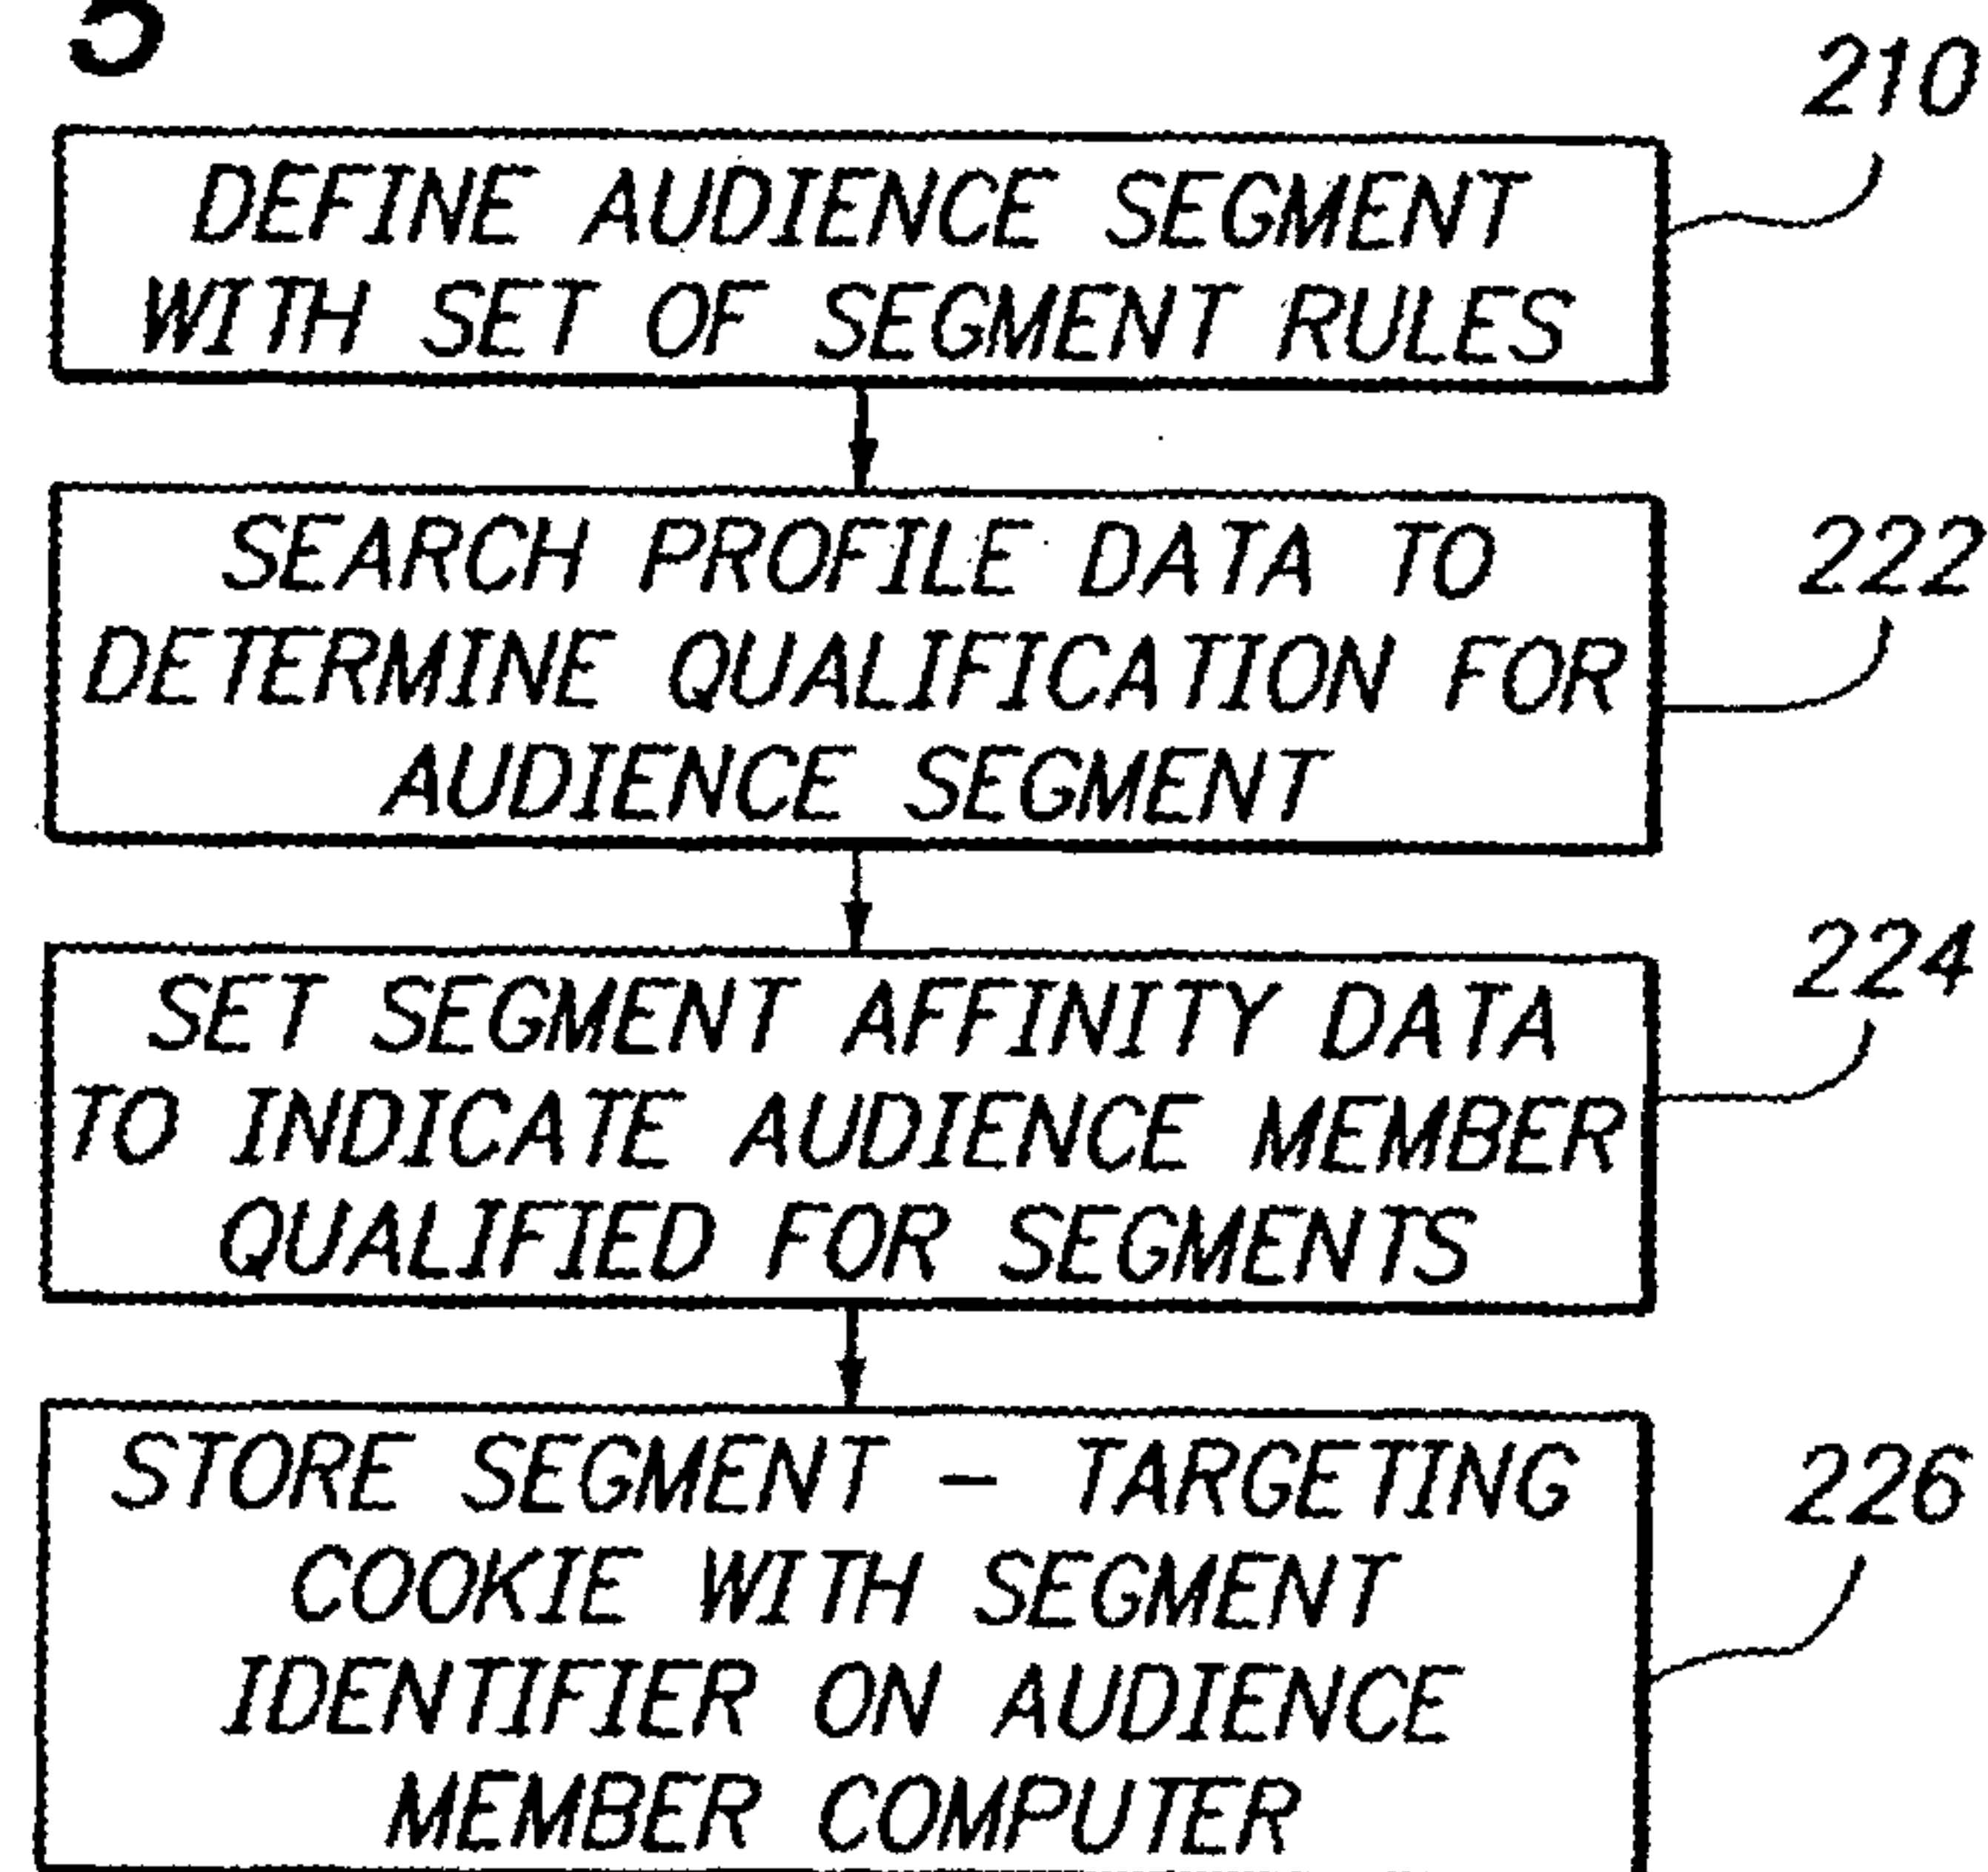 5
210
DEFINE AUDIENCE SEGMENT
WITH SET OF SEGMENT RULES
SEARCH PROFILE DATA TO
222
DETERMINE QUALIFICATION FOR
AUDIENCE SEGMENT
224
SET SEGMENT AFFINITY DATA
TO INDICATE AUDIENCE MEMBER
QUALIFIED FOR SEGMENTS
STORE SEGMENT - TARGETING
226
COOKIE WITH SEGMENT
IDENTIFIER ON AUDIENCE
MEMBER COMPUTER